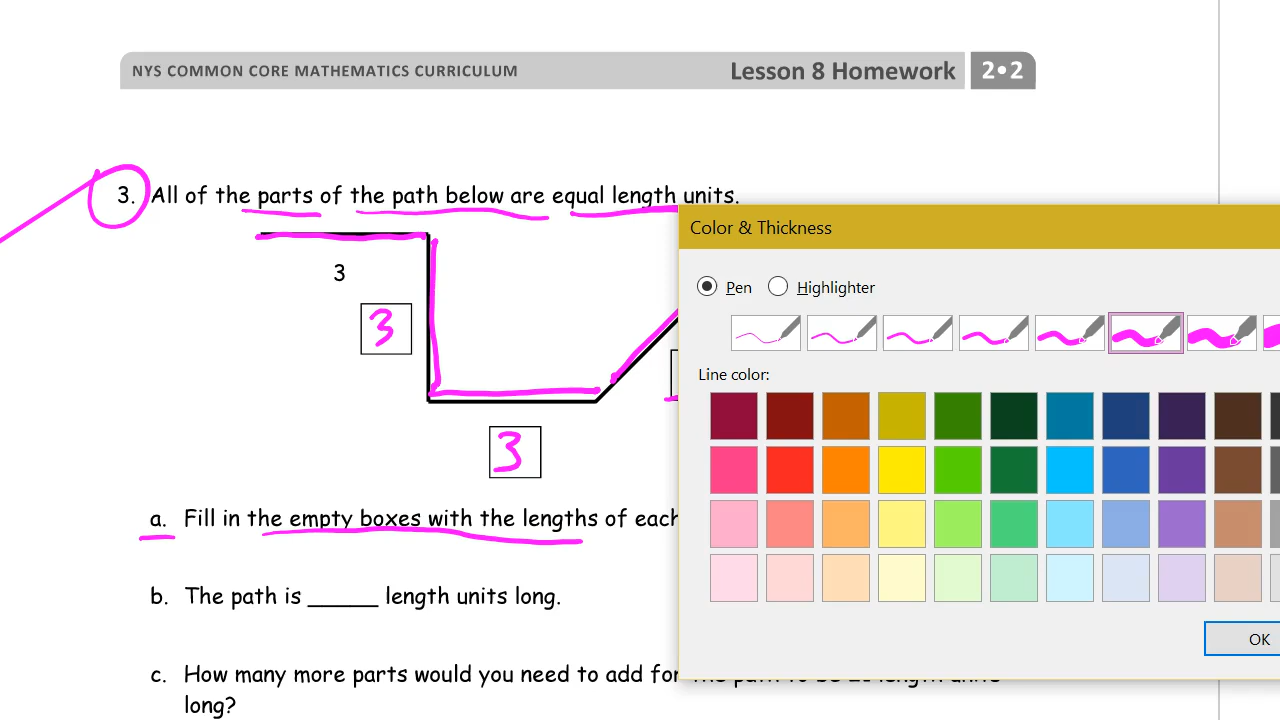 NYS COMMON CORE MATHEMATICS CURRICULUM
Lesson 8 Homework
2•2
3. All of the parts of the path below are equal length units.
Color & Thickness
3
Pen
Highlighter
3
Line color:
3
a. Fill in the empty boxes with the lengths of each
b. The path is ______ length units long.
OK
c. How many more parts would you need to add for
long?